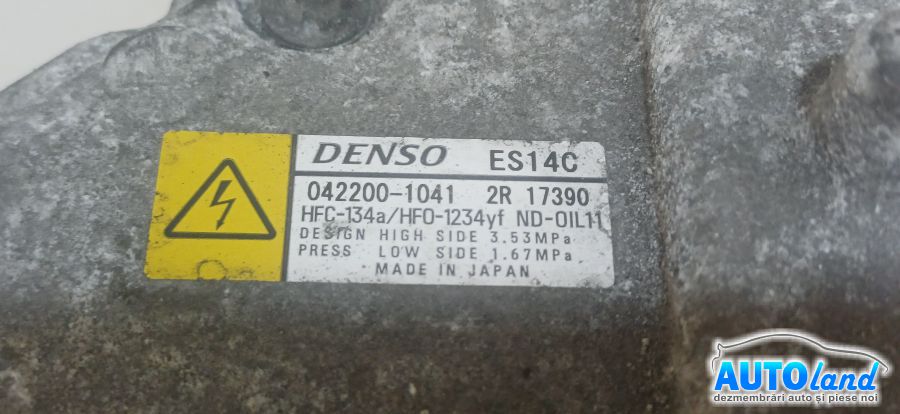 DENSO ES14C
042200-1041 2R 17390
HFC-134a/HFO-1234yf ND-OIL11
DESIGN HIGH SIDE 3.53MPa
PRESS LOW SIDE 1.67MPa
MADE IN JAPAN
AUTOland
dezmembrări auto și piese noi